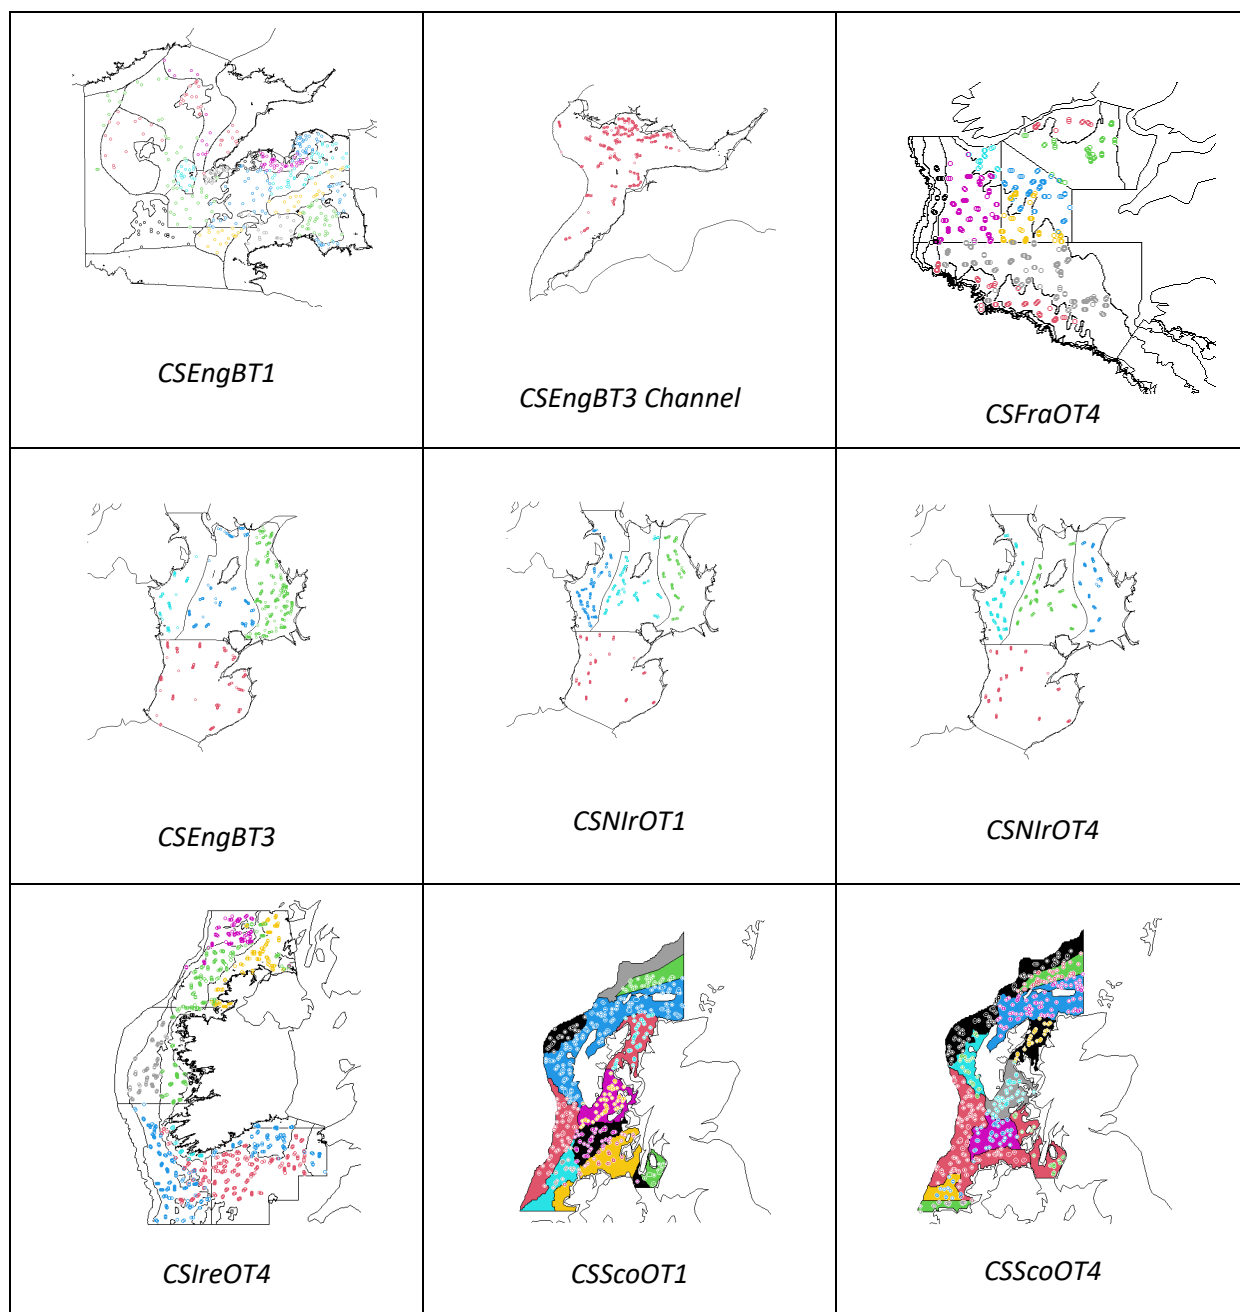 CSEngBT1
CSEngBT3 Channel
CSFraOT4
CSEngBT3
CSNIrOT1
CSNIrOT4
CSIreOT4
CSScoOT1
CSScoOT4